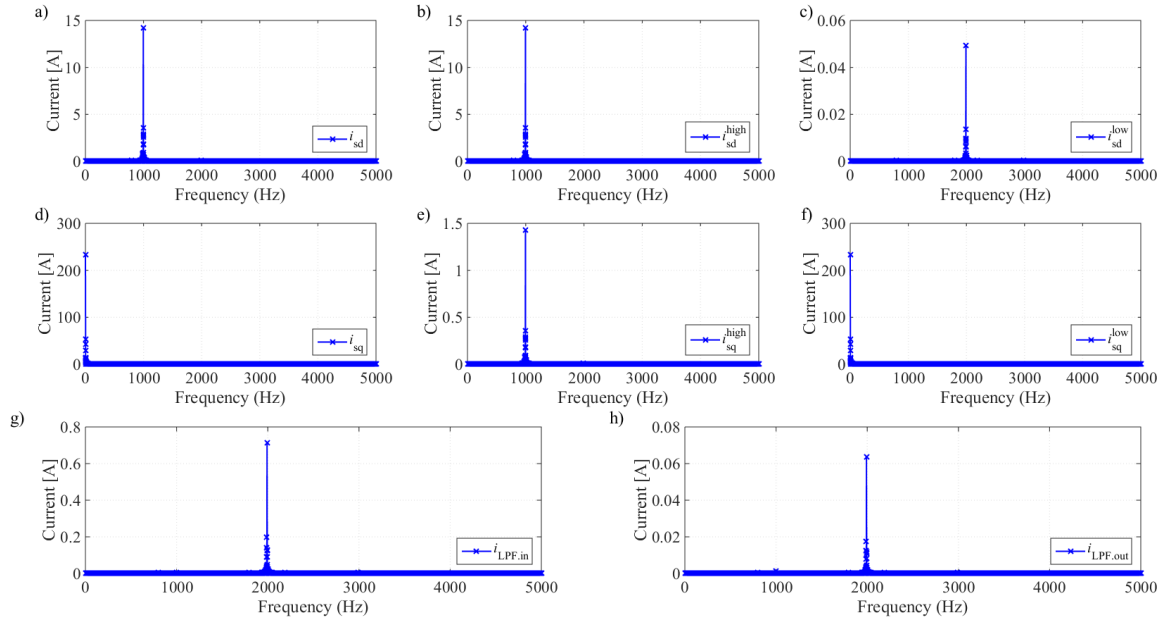 a)
Current [A]
15
10
5
0
0 1000 2000 3000 4000 5000
Frequency (Hz)
i_sd
b)
Current [A]
15
10
5
0
0 1000 2000 3000 4000 5000
Frequency (Hz)
i_sd^high
c)
Current [A]
0.06
0.04
0.02
0
0 1000 2000 3000 4000 5000
Frequency (Hz)
i_sd^low
d)
Current [A]
300
200
100
0
0 1000 2000 3000 4000 5000
Frequency (Hz)
i_sq
e)
Current [A]
1.5
1
0.5
0
0 1000 2000 3000 4000 5000
Frequency (Hz)
i_sq^high
f)
Current [A]
300
200
100
0
0 1000 2000 3000 4000 5000
Frequency (Hz)
i_sq^low
g)
Current [A]
0.8
0.6
0.4
0.2
0
0 1000 2000 3000 4000 5000
Frequency (Hz)
i_LPF.in
h)
Current [A]
0.08
0.06
0.04
0.02
0
0 1000 2000 3000 4000 5000
Frequency (Hz)
i_LPF.out